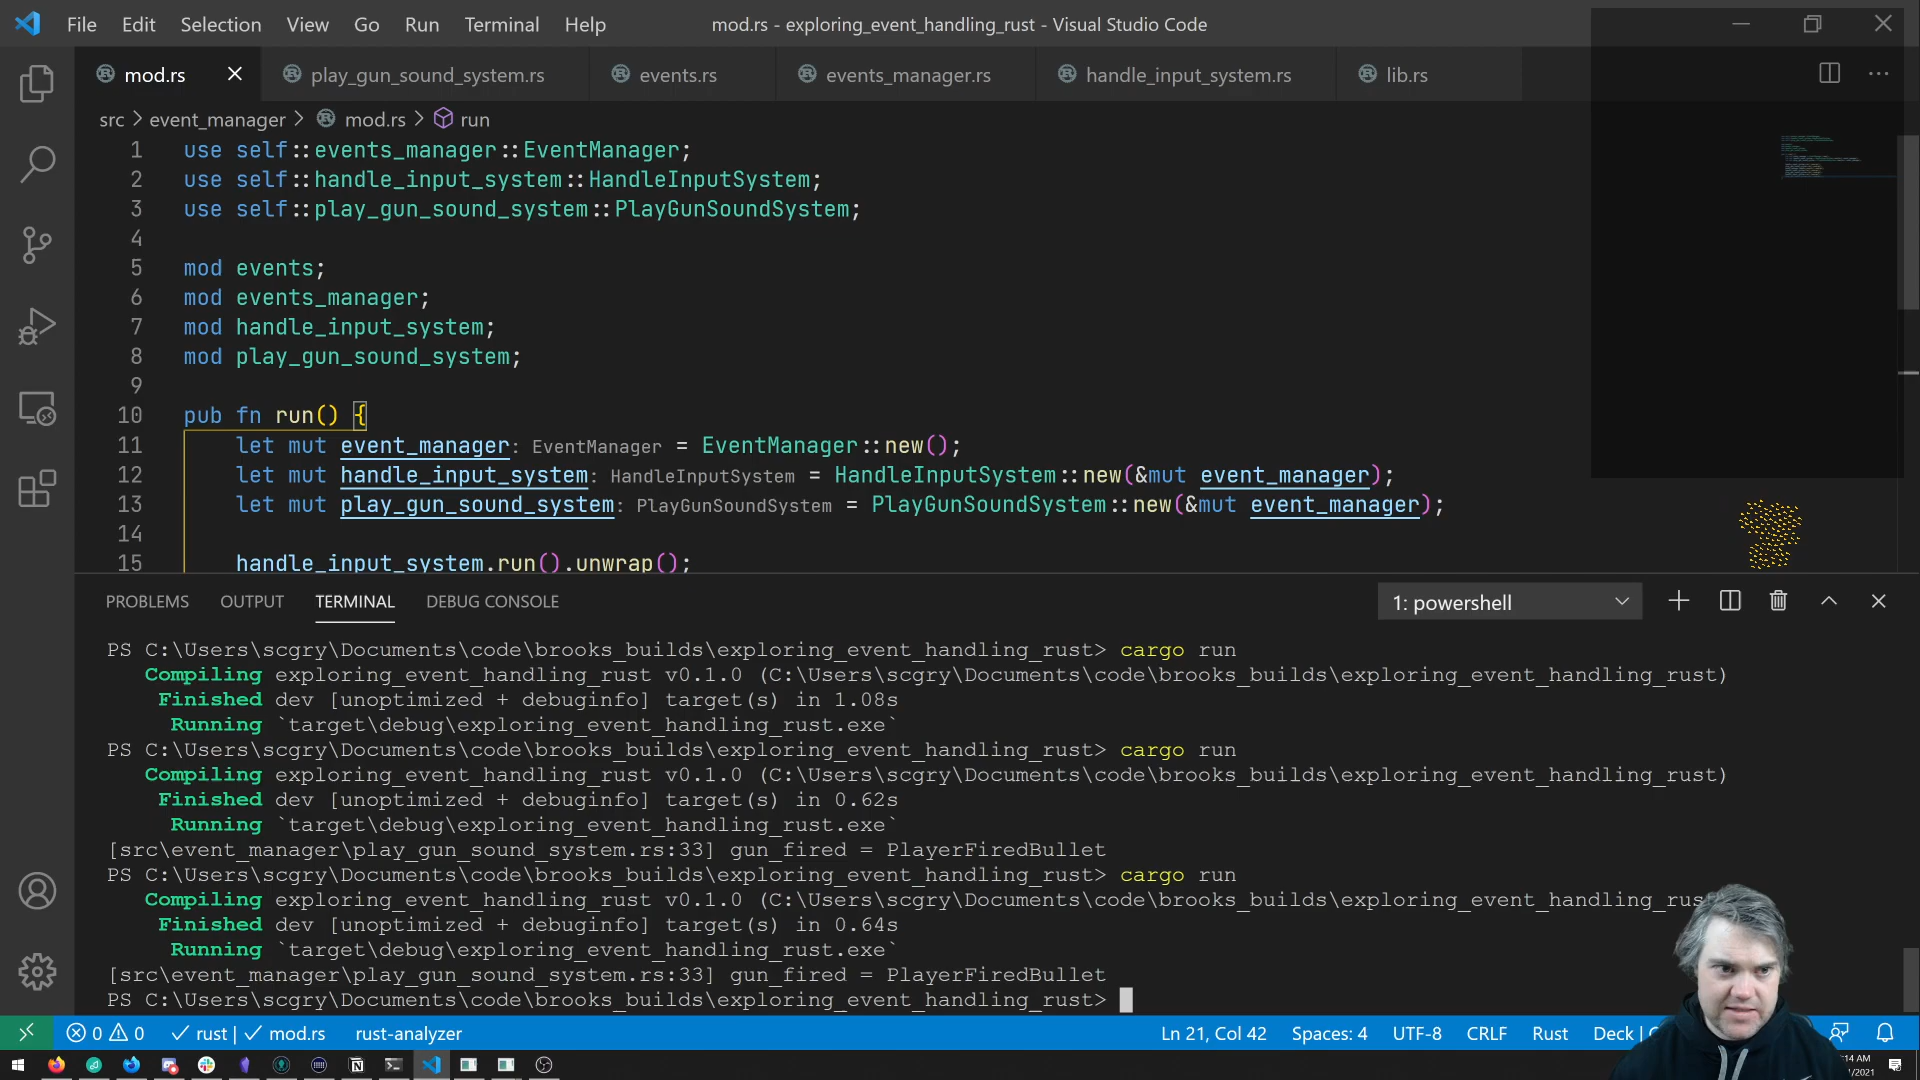 File Edit Selection View Go Run Terminal Help mod.rs - exploring_event_handling_rust - Visual Studio Code
mod.rs play_gun_sound_system.rs events.rs events_manager.rs handle_input_system.rs lib.rs
src > event_manager > mod.rs > run
1 use self::events_manager::EventManager;
2 use self::handle_input_system::HandleInputSystem;
3 use self::play_gun_sound_system::PlayGunSoundSystem;
4
5 mod events;
6 mod events_manager;
7 mod handle_input_system;
8 mod play_gun_sound_system;
9
10 pub fn run() {
11 let mut event_manager: EventManager = EventManager::new();
12 let mut handle_input_system: HandleInputSystem = HandleInputSystem::new(&mut event_manager);
13 let mut play_gun_sound_system: PlayGunSoundSystem = PlayGunSoundSystem::new(&mut event_manager);
14
15 handle_input_system.run().unwrap();
PROBLEMS OUTPUT TERMINAL DEBUG CONSOLE 1: powershell
PS C:\Users\scgry\Documents\code\brooks_builds\exploring_event_handling_rust> cargo run
Compiling exploring_event_handling_rust v0.1.0 (C:\Users\scgry\Documents\code\brooks_builds\exploring_event_handling_rust)
Finished dev [unoptimized + debuginfo] target(s) in 1.08s
Running `target\debug\exploring_event_handling_rust.exe`
PS C:\Users\scgry\Documents\code\brooks_builds\exploring_event_handling_rust> cargo run
Compiling exploring_event_handling_rust v0.1.0 (C:\Users\scgry\Documents\code\brooks_builds\exploring_event_handling_rust)
Finished dev [unoptimized + debuginfo] target(s) in 0.62s
Running `target\debug\exploring_event_handling_rust.exe`
[src\event_manager\play_gun_sound_system.rs:33] gun_fired = PlayerFiredBullet
PS C:\Users\scgry\Documents\code\brooks_builds\exploring_event_handling_rust> cargo run
Compiling exploring_event_handling_rust v0.1.0 (C:\Users\scgry\Documents\code\brooks_builds\exploring_event_handling_rus
Finished dev [unoptimized + debuginfo] target(s) in 0.64s
Running `target\debug\exploring_event_handling_rust.exe`
[src\event_manager\play_gun_sound_system.rs:33] gun_fired = PlayerFiredBullet
PS C:\Users\scgry\Documents\code\brooks_builds\exploring_event_handling_rust>
0 0 rust | mod.rs rust-analyzer Ln 21, Col 42 Spaces: 4 UTF-8 CRLF Rust Deck |
:14 AM
/2021